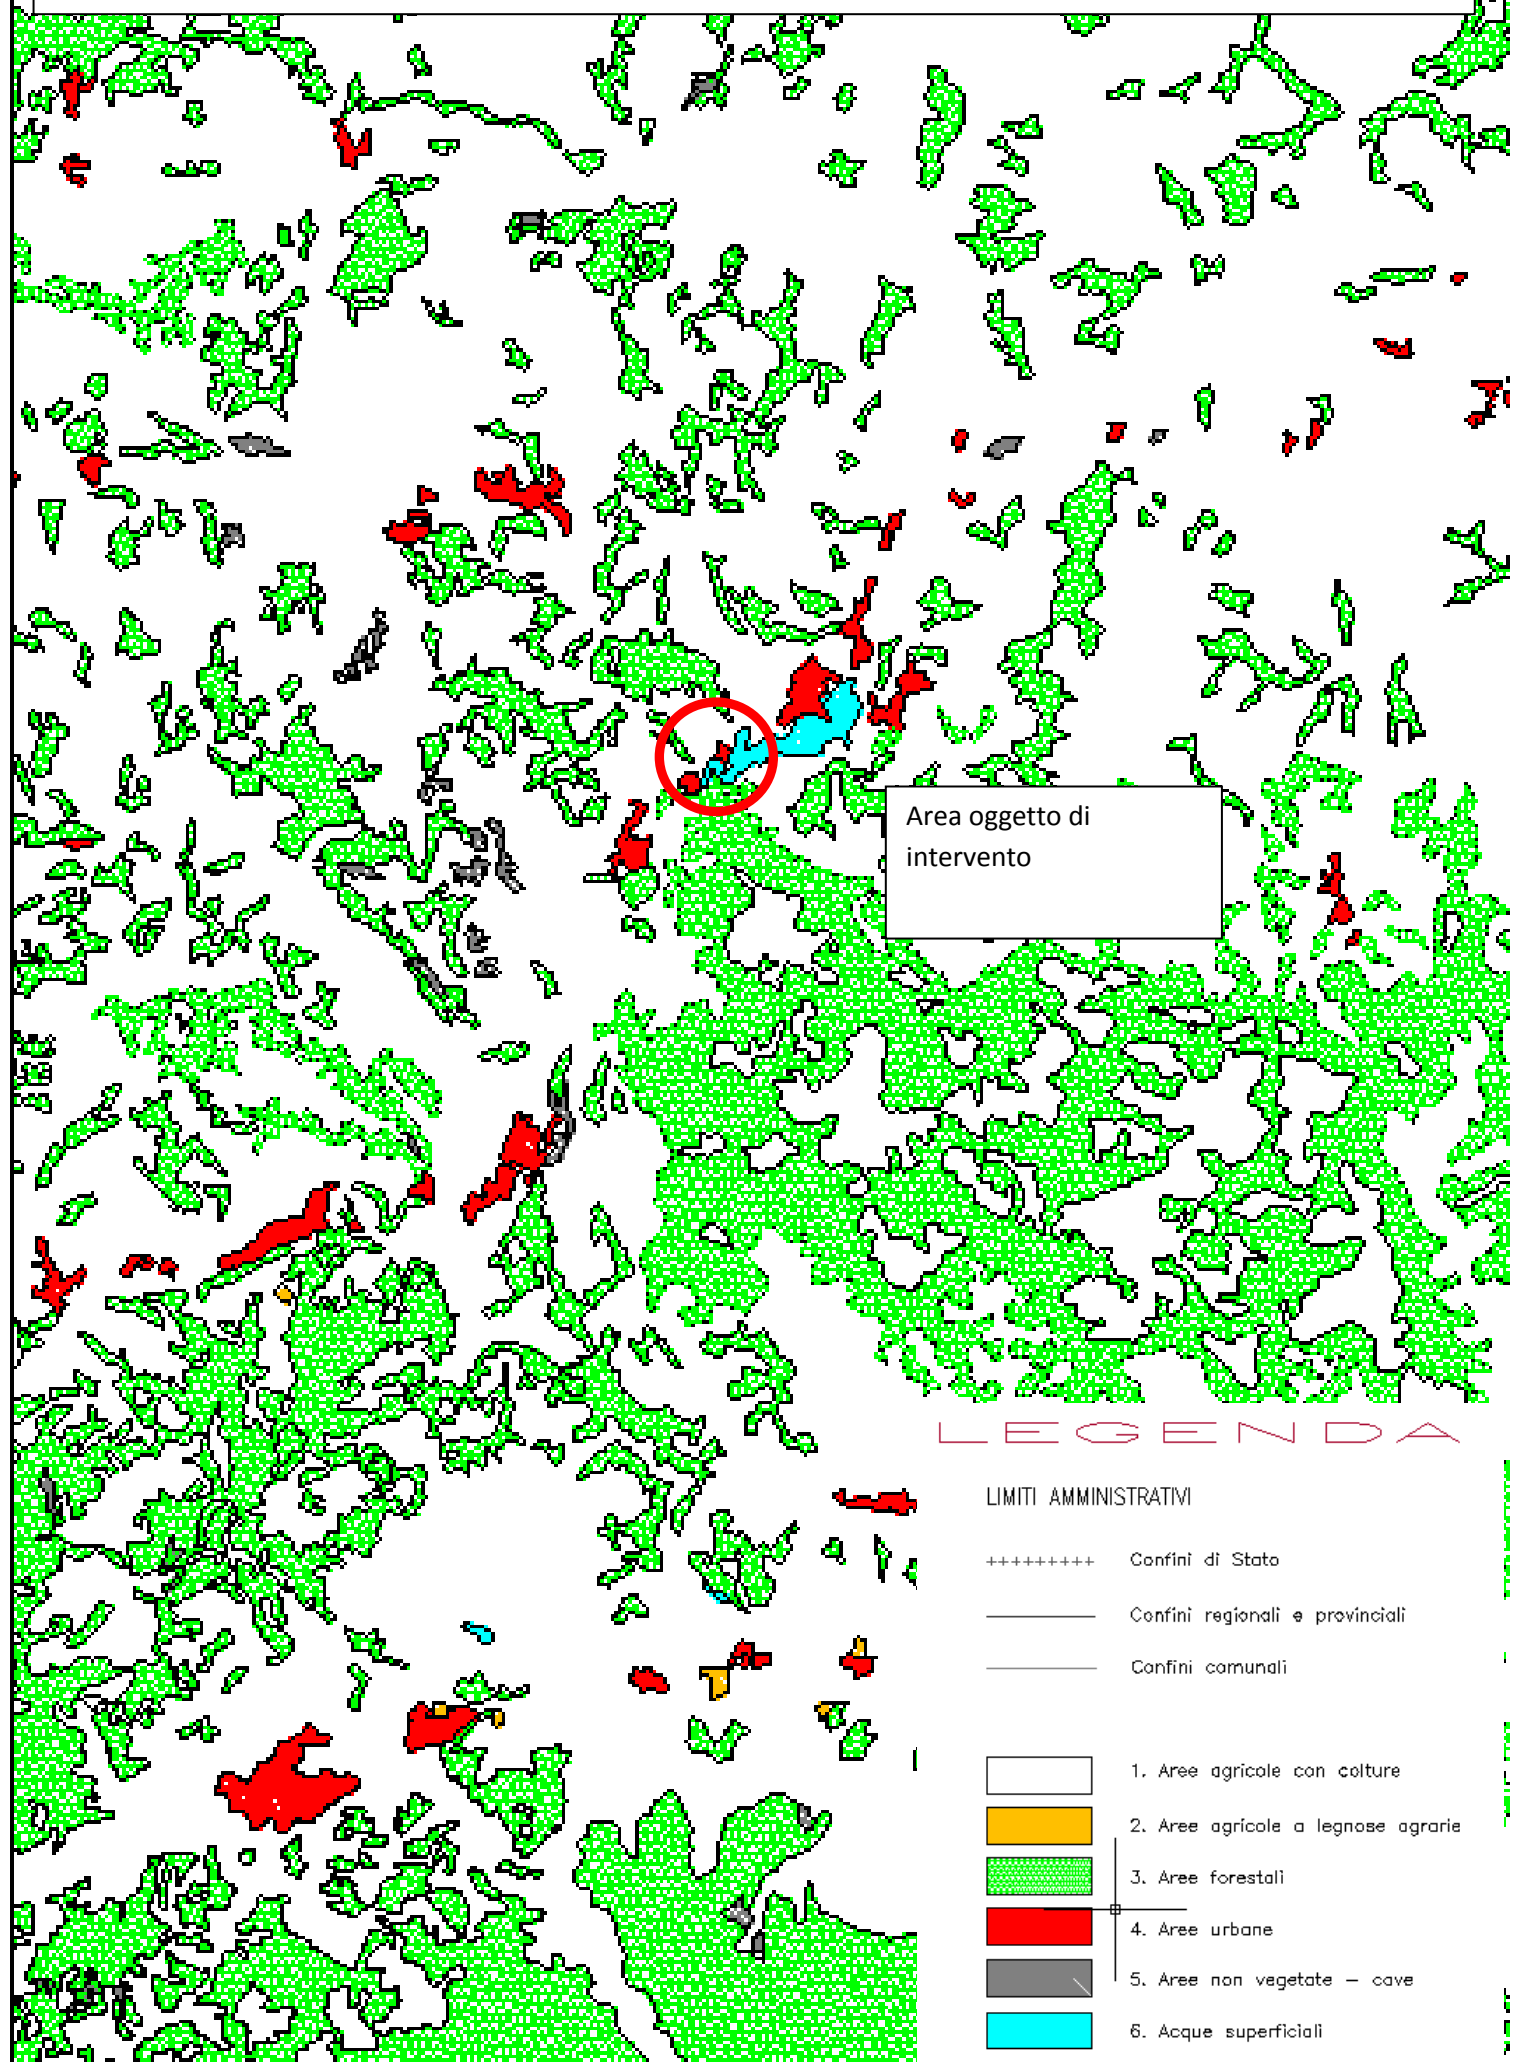 Area oggetto di
intervento
LEGENDA
LIMITI AMMINISTRATIVI
Confini di Stato
Confini regionali e provinciali
Confini comunali
1. Aree agricole con colture
2. Aree agricole a legnose agrarie
3. Aree forestali
4. Aree urbane
5. Aree non vegetate – cave
6. Acque superficiali